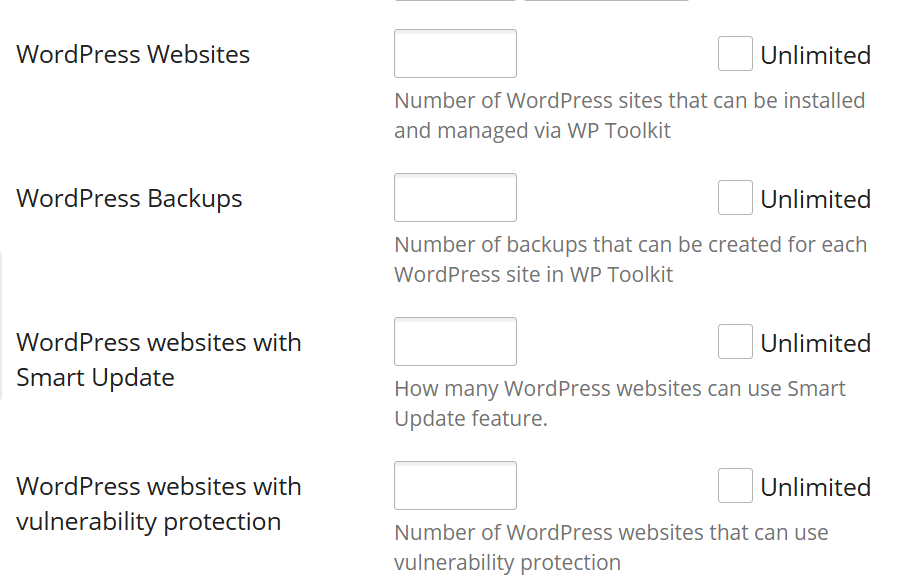 WordPress Websites
Unlimited
Number of WordPress sites that can be installed
and managed via WP Toolkit
WordPress Backups
Unlimited
Number of backups that can be created for each
WordPress site in WP Toolkit
WordPress websites with
Smart Update
Unlimited
How many WordPress websites can use Smart
Update feature.
WordPress websites with
vulnerability protection
Unlimited
Number of WordPress websites that can use
vulnerability protection